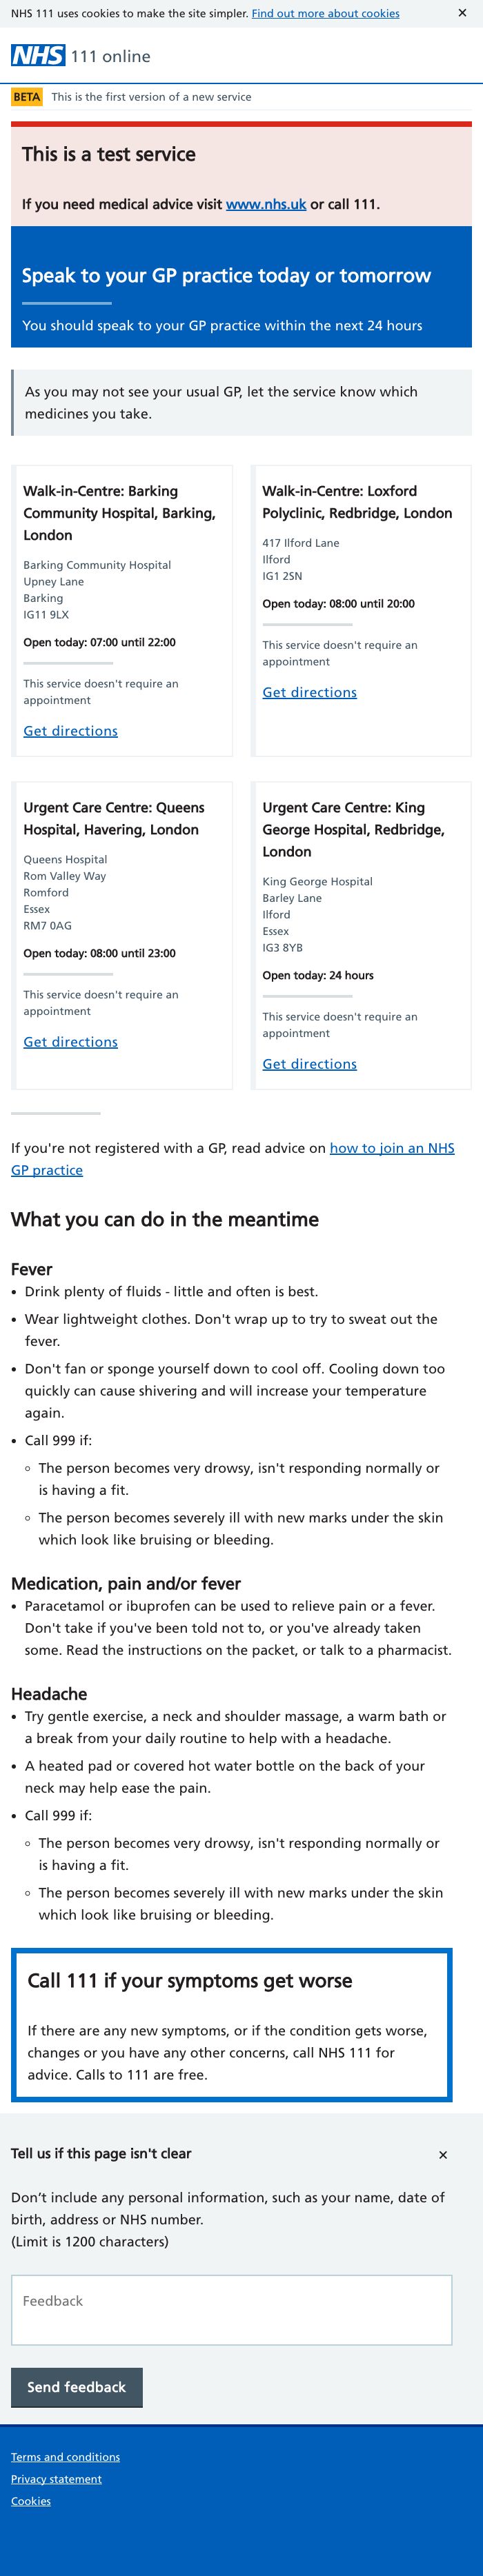 NHS 111 uses cookies to make the site simpler. Find out more about cookies ✕
NHS 111 online
BETA This is the first version of a new service
This is a test service
If you need medical advice visit www.nhs.uk or call 111.
Speak to your GP practice today or tomorrow
You should speak to your GP practice within the next 24 hours
As you may not see your usual GP, let the service know which
medicines you take.
Walk-in-Centre: Barking
Community Hospital, Barking,
London
Barking Community Hospital
Upney Lane
Barking
IG11 9LX
Open today: 07:00 until 22:00
This service doesn't require an
appointment
Get directions
Walk-in-Centre: Loxford
Polyclinic, Redbridge, London
417 Ilford Lane
Ilford
IG1 2SN
Open today: 08:00 until 20:00
This service doesn't require an
appointment
Get directions
Urgent Care Centre: Queens
Hospital, Havering, London
Queens Hospital
Rom Valley Way
Romford
Essex
RM7 0AG
Open today: 08:00 until 23:00
This service doesn't require an
appointment
Get directions
Urgent Care Centre: King
George Hospital, Redbridge,
London
King George Hospital
Barley Lane
Ilford
Essex
IG3 8YB
Open today: 24 hours
This service doesn't require an
appointment
Get directions
If you're not registered with a GP, read advice on how to join an NHS
GP practice
What you can do in the meantime
Fever
• Drink plenty of fluids - little and often is best.
• Wear lightweight clothes. Don't wrap up to try to sweat out the
fever.
• Don't fan or sponge yourself down to cool off. Cooling down too
quickly can cause shivering and will increase your temperature
again.
• Call 999 if:
◦ The person becomes very drowsy, isn't responding normally or
is having a fit.
◦ The person becomes severely ill with new marks under the skin
which look like bruising or bleeding.
Medication, pain and/or fever
• Paracetamol or ibuprofen can be used to relieve pain or a fever.
Don't take if you've been told not to, or you've already taken
some. Read the instructions on the packet, or talk to a pharmacist.
Headache
• Try gentle exercise, a neck and shoulder massage, a warm bath or
a break from your daily routine to help with a headache.
• A heated pad or covered hot water bottle on the back of your
neck may help ease the pain.
• Call 999 if:
◦ The person becomes very drowsy, isn't responding normally or
is having a fit.
◦ The person becomes severely ill with new marks under the skin
which look like bruising or bleeding.
Call 111 if your symptoms get worse
If there are any new symptoms, or if the condition gets worse,
changes or you have any other concerns, call NHS 111 for
advice. Calls to 111 are free.
Tell us if this page isn't clear ✕
Don’t include any personal information, such as your name, date of
birth, address or NHS number.
(Limit is 1200 characters)
Feedback
Send feedback
Terms and conditions
Privacy statement
Cookies